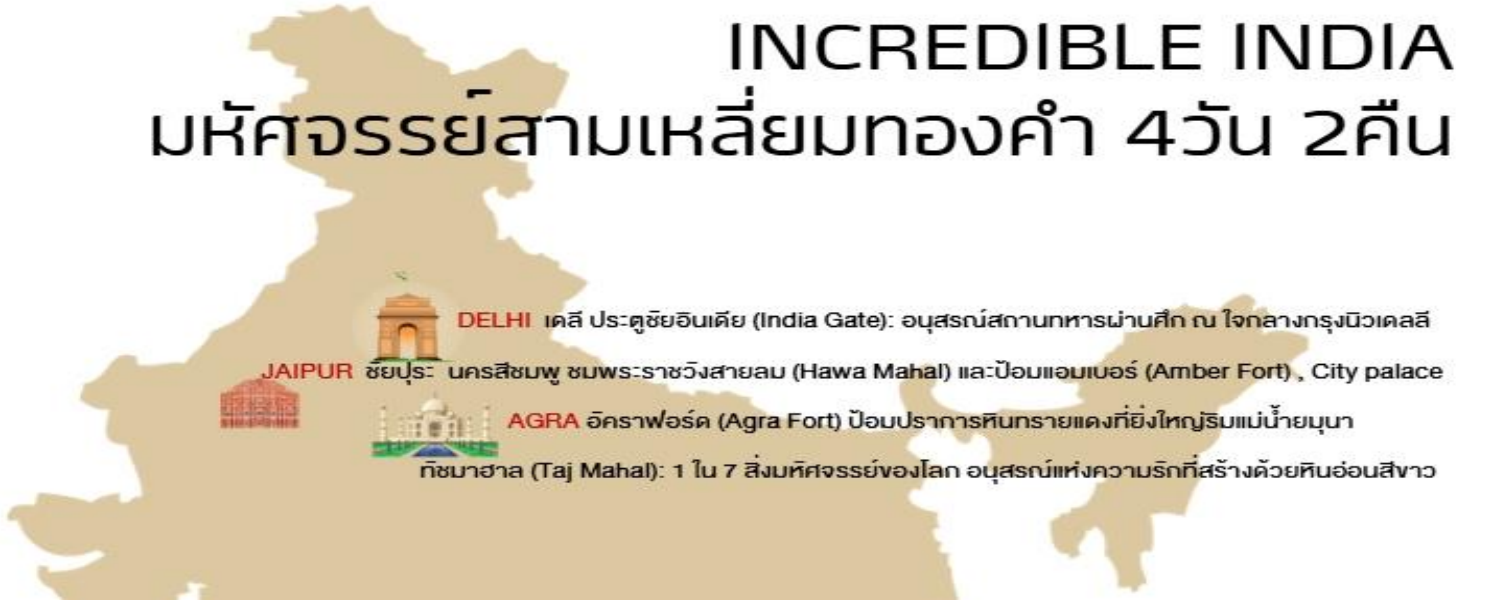 INCREDIBLE INDIA
มหัศจรรย์สามเหลี่ยมทองคำ 4วัน 2คืน
DELHI เดลี ประตูชัยอินเดีย (India Gate): อนุสรณ์สถานทหารผ่านศึก ณ ใจกลางกรุงนิวเดลลี
JAIPUR ชัยปุระ นครสีชมพู ชมพระราชวังสายลม (Hawa Mahal) และป้อมแอมเบอร์ (Amber Fort) , City palace
AGRA อัคราฟอร์ด (Agra Fort) ป้อมปราการหินทรายแดงที่ยิ่งใหญ่ริมแม่น้ำยมุนา
ทัชมาฮาล (Taj Mahal): 1 ใน 7 สิ่งมหัศจรรย์ของโลก อนุสรณ์แห่งความรักที่สร้างด้วยหินอ่อนสีขาว